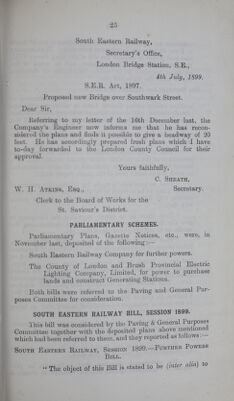 25
South Eastern Railway,
Secretary's Office,
London Bridge Station, S.E.,
4th July, 1899.
S.E.R. Act, 1897.
Proposed new Bridge over Southwark Street.
Dear Sir,
Referring to my letter of the 16th December last, the
Company's Engineer now informs me that he has recon-
sidered the plans and finds it possible to give a headway of 20
feet. He has accordingly prepared fresh plans which I have
to-day forwarded to the London County Council for their
approval.
Yours faithfully,
C. SHEATH,
W. H. ATKINS, Esq., Secretary.
Clerk to the Board of Works for the
St. Saviour's District.
PARLIAMENTARY SCHEMES.
Parliamentary Plans, Gazette Notices, etc., were, in
November last, deposited of the following:—
South Eastern Railway Company for further powers.
The County of London and Brush Provincial Electric
Lighting Company, Limited, for power to purchase
lands and construct Generating Stations.
Both bills were referred to the Paving and General Pur-
poses Committee for consideration.
SOUTH EASTERN RAILWAY BILL, SESSION 1899.
This bill was considered by the Paving & General Purposes
Committee together with the deposited plans above mentioned
which had been referred to them, and they reported as follows:—
SOUTH EASTERN RAILWAY, SESSION 1899.—FURTHER POWERS
BILL.
"The object of this Bill is stated to be (inter alia) to